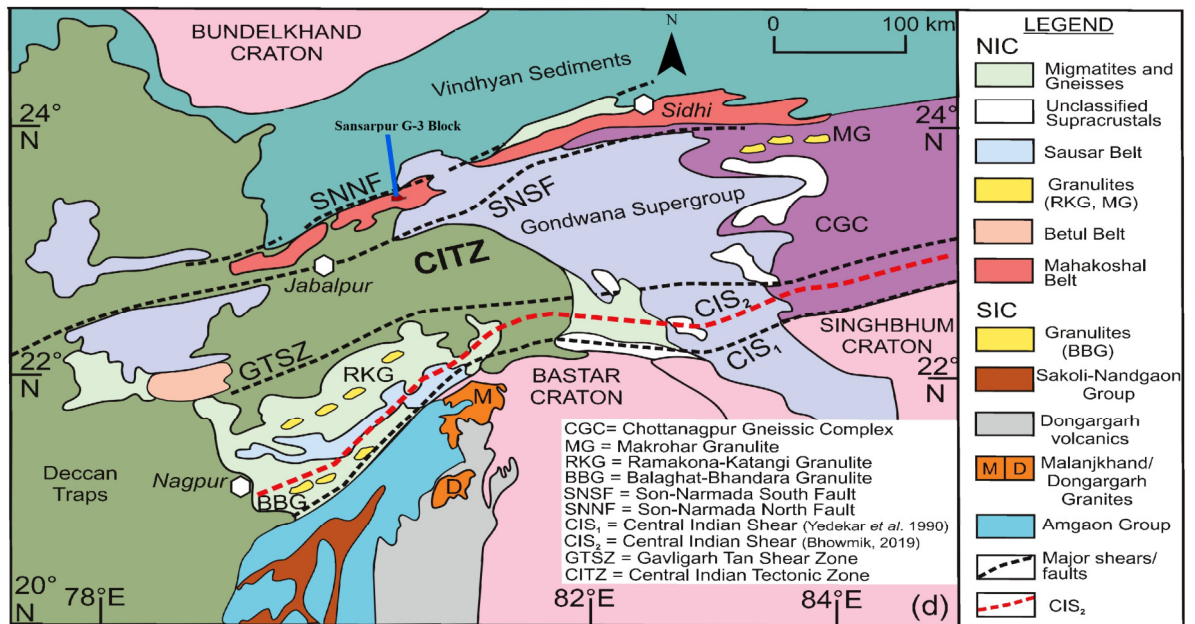 BUNDELKHAND
CRATON
N
0
100 km
Vindhyan Sediments
24°
N
Sidhi
24°
N
Sansarpur G-3 Block
MG
SNNF
SNSF
Gondwana Supergroup
CGC
CITZ
Jabalpur
CIS₂
22°
N
GTSZ
CIS₁
SINGHBHUM
CRATON
22°
N
RKG
BASTAR
CRATON
M
Deccan
Traps
Nagpur
BBG
D
CGC= Chottanagpur Gneissic Complex
MG = Makrohar Granulite
RKG = Ramakona-Katangi Granulite
BBG = Balaghat-Bhandara Granulite
SNSF = Son-Narmada South Fault
SNNF = Son-Narmada North Fault
CIS₁ = Central Indian Shear (Yedekar et al. 1990)
CIS₂ = Central Indian Shear (Bhowmik, 2019)
GTSZ = Gavligarh Tan Shear Zone
CITZ = Central Indian Tectonic Zone
20°
N
78°E
82°E
84°E
(d)
LEGEND
NIC
Migmatites and
Gneisses
Unclassified
Supracrustals
Sausar Belt
Granulites
(RKG, MG)
Betul Belt
Mahakoshal
Belt
SIC
Granulites
(BBG)
Sakoli-Nandgaon
Group
Dongargarh
volcanics
M D Malanjkhand/
Dongargarh
Granites
Amgaon Group
Major shears/
faults
CIS₂